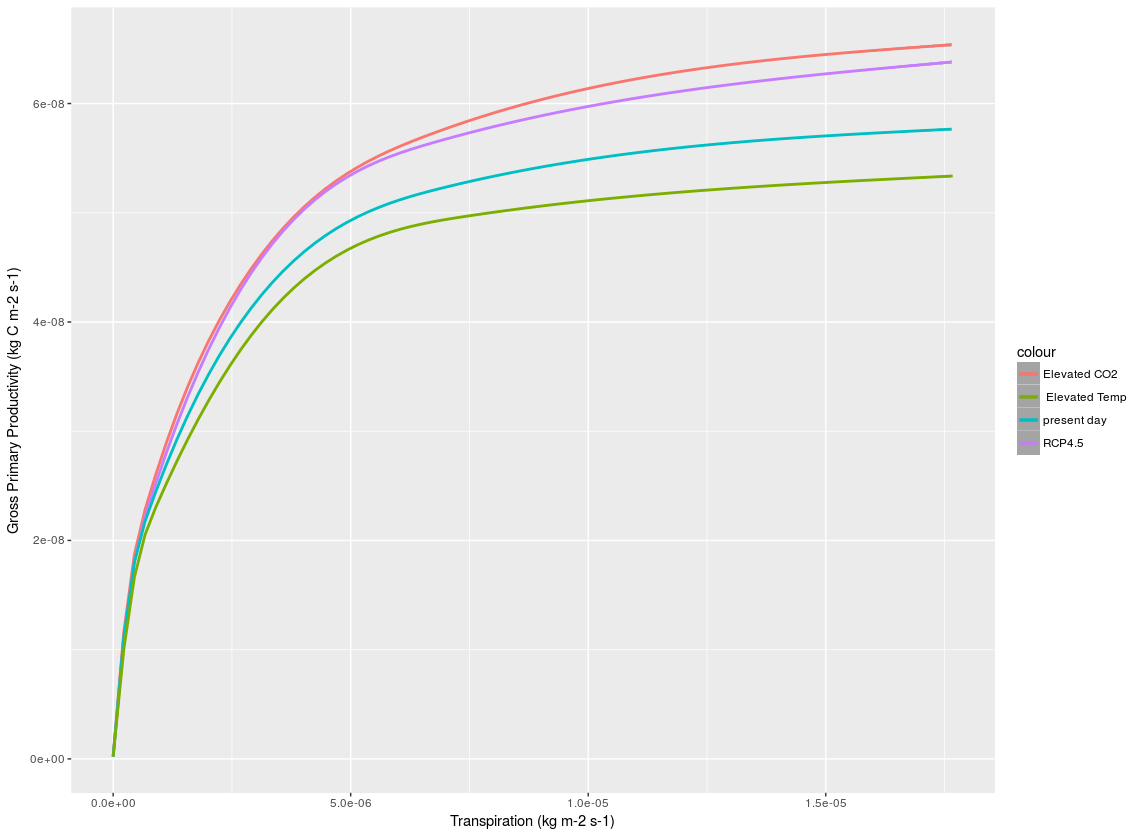 Gross Primary Productivity (kg C m-2 s-1)
6e-08
4e-08
2e-08
0e+00
0.0e+00
5.0e-06
1.0e-05
1.5e-05
Transpiration (kg m-2 s-1)
colour
Elevated CO2
Elevated Temp
present day
RCP4.5